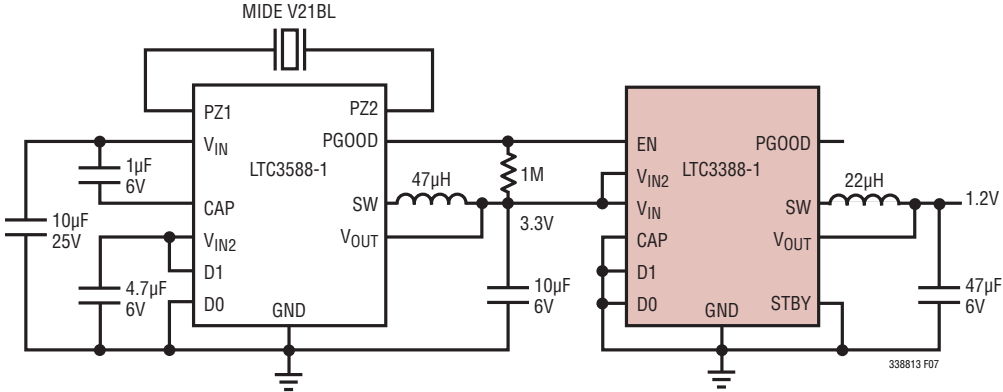 MIDE V21BL
PZ1
PZ2
VIN
PGOOD
LTC3588-1
1µF
6V
CAP
SW
47µH
10µF
25V
VIN2
VOUT
D1
4.7µF
6V
D0
GND
1M
3.3V
10µF
6V
EN
PGOOD
LTC3388-1
VIN2
VIN
SW
22µH
1.2V
CAP
VOUT
D1
D0
GND
STBY
47µF
6V
338813 F07